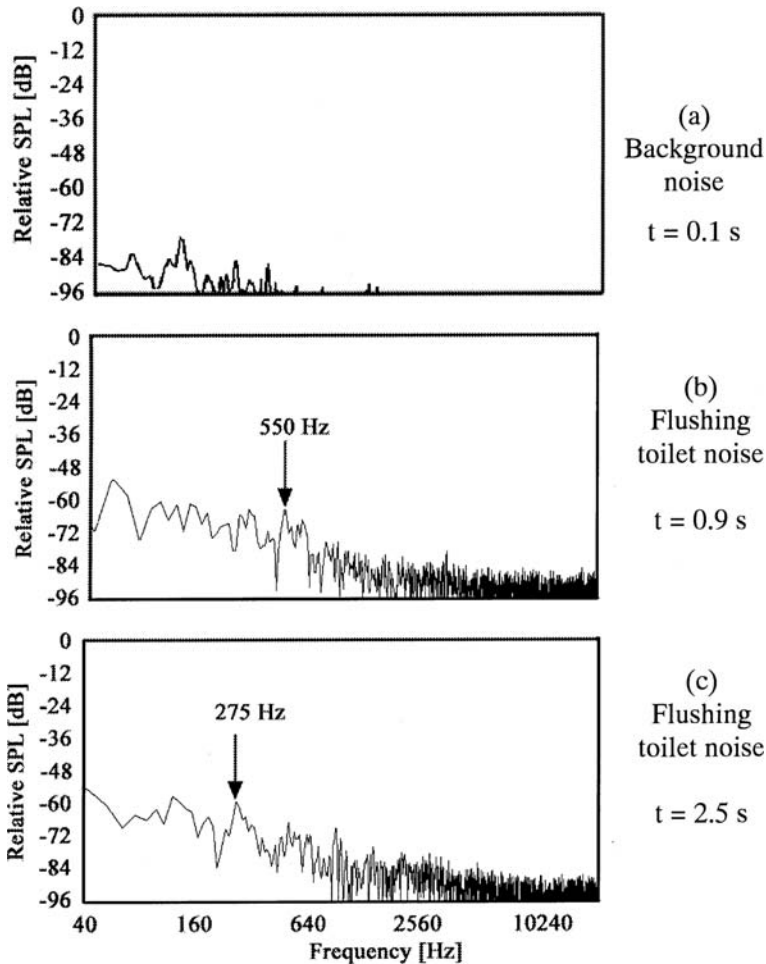 0
-12
-24
-36
-48
-60
-72
-84
-96
Relative SPL [dB]
(a)
Background
noise
t = 0.1 s
0
-12
-24
-36
-48
-60
-72
-84
-96
Relative SPL [dB]
550 Hz
(b)
Flushing
toilet noise
t = 0.9 s
0
-12
-24
-36
-48
-60
-72
-84
-96
Relative SPL [dB]
275 Hz
(c)
Flushing
toilet noise
t = 2.5 s
40 160 640 2560 10240
Frequency [Hz]